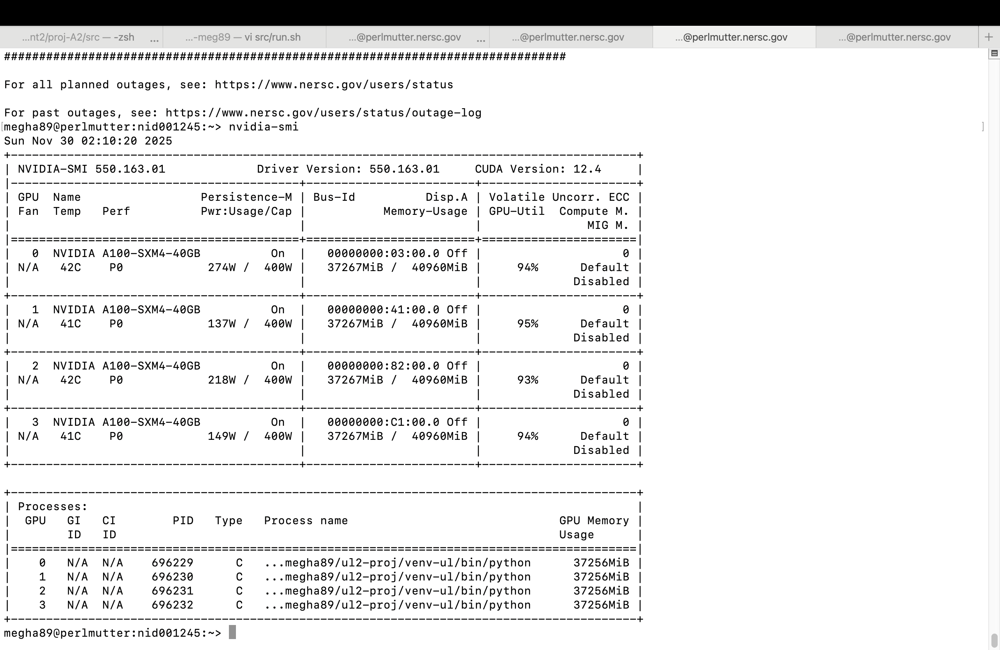 ...nt2/proj-A2/src — -zsh ... ...-meg89 — vi src/run.sh ...@perlmutter.nersc.gov ... ...@perlmutter.nersc.gov ...@perlmutter.nersc.gov ...@perlmutter.nersc.gov +
################################################################################
For all planned outages, see: https://www.nersc.gov/users/status
For past outages, see: https://www.nersc.gov/users/status/outage-log
[megha89@perlmutter:nid001245:~> nvidia-smi ]
Sun Nov 30 02:10:20 2025
+-----------------------------------------------------------------------------------------+
| NVIDIA-SMI 550.163.01             Driver Version: 550.163.01     CUDA Version: 12.4     |
|-----------------------------------------+------------------------+----------------------+
| GPU  Name                 Persistence-M | Bus-Id          Disp.A | Volatile Uncorr. ECC |
| Fan  Temp   Perf          Pwr:Usage/Cap |           Memory-Usage | GPU-Util  Compute M. |
|                                         |                        |               MIG M. |
|=========================================+========================+======================|
|   0  NVIDIA A100-SXM4-40GB          On  |   00000000:03:00.0 Off |                    0 |
| N/A   42C    P0            274W /  400W |   37267MiB /  40960MiB |     94%      Default |
|                                         |                        |             Disabled |
+-----------------------------------------+------------------------+----------------------+
|   1  NVIDIA A100-SXM4-40GB          On  |   00000000:41:00.0 Off |                    0 |
| N/A   41C    P0            137W /  400W |   37267MiB /  40960MiB |     95%      Default |
|                                         |                        |             Disabled |
+-----------------------------------------+------------------------+----------------------+
|   2  NVIDIA A100-SXM4-40GB          On  |   00000000:82:00.0 Off |                    0 |
| N/A   42C    P0            218W /  400W |   37267MiB /  40960MiB |     93%      Default |
|                                         |                        |             Disabled |
+-----------------------------------------+------------------------+----------------------+
|   3  NVIDIA A100-SXM4-40GB          On  |   00000000:C1:00.0 Off |                    0 |
| N/A   41C    P0            149W /  400W |   37267MiB /  40960MiB |     94%      Default |
|                                         |                        |             Disabled |
+-----------------------------------------+------------------------+----------------------+
+-----------------------------------------------------------------------------------------+
| Processes:                                                                              |
|  GPU   GI   CI        PID   Type   Process name                              GPU Memory |
|        ID   ID                                                               Usage      |
|=========================================================================================|
|    0   N/A  N/A    696229      C   ...megha89/ul2-proj/venv-ul/bin/python      37256MiB |
|    1   N/A  N/A    696230      C   ...megha89/ul2-proj/venv-ul/bin/python      37256MiB |
|    2   N/A  N/A    696231      C   ...megha89/ul2-proj/venv-ul/bin/python      37256MiB |
|    3   N/A  N/A    696232      C   ...megha89/ul2-proj/venv-ul/bin/python      37256MiB |
+-----------------------------------------------------------------------------------------+
megha89@perlmutter:nid001245:~>